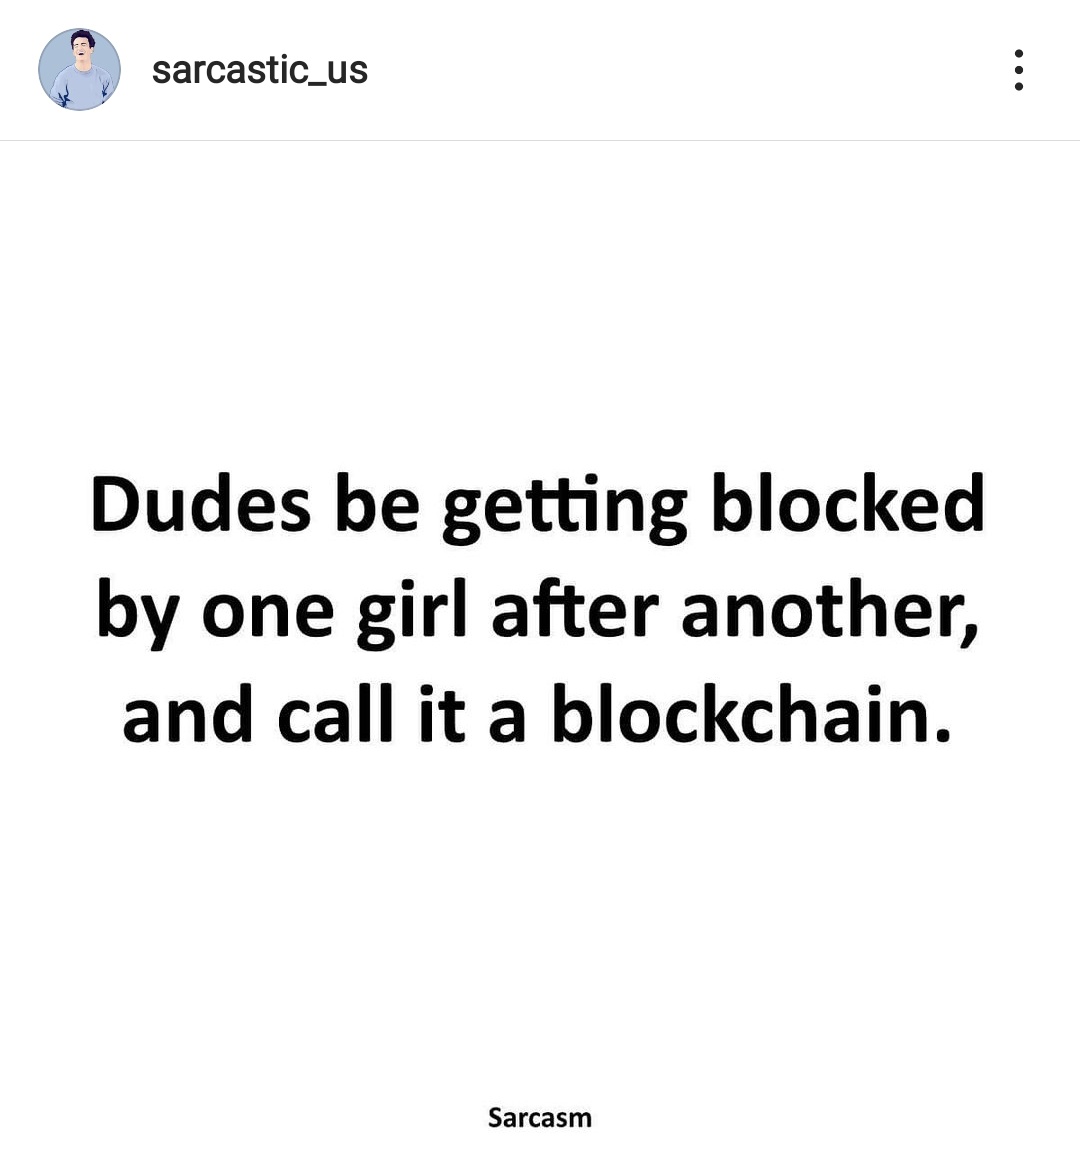 sarcastic_us
Dudes be getting blocked
by one girl after another,
and call it a blockchain.
Sarcasm